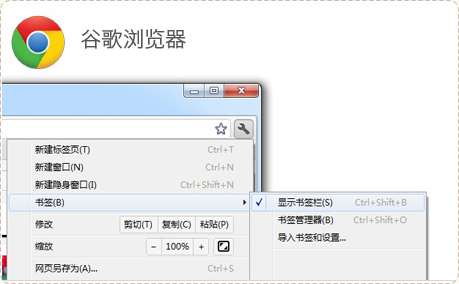 谷歌浏览器
新建标签页(T) Ctrl+T
新建窗口(N) Ctrl+N
新建隐身窗口(I) Ctrl+Shift+N
书签(B) 显示书签栏(S) Ctrl+Shift+B
书签管理器(B) Ctrl+Shift+O
修改 剪切(T) 复制(C) 粘贴(P)
导入书签和设置...
缩放 − 100% +
网页另存为(A)... Ctrl+S